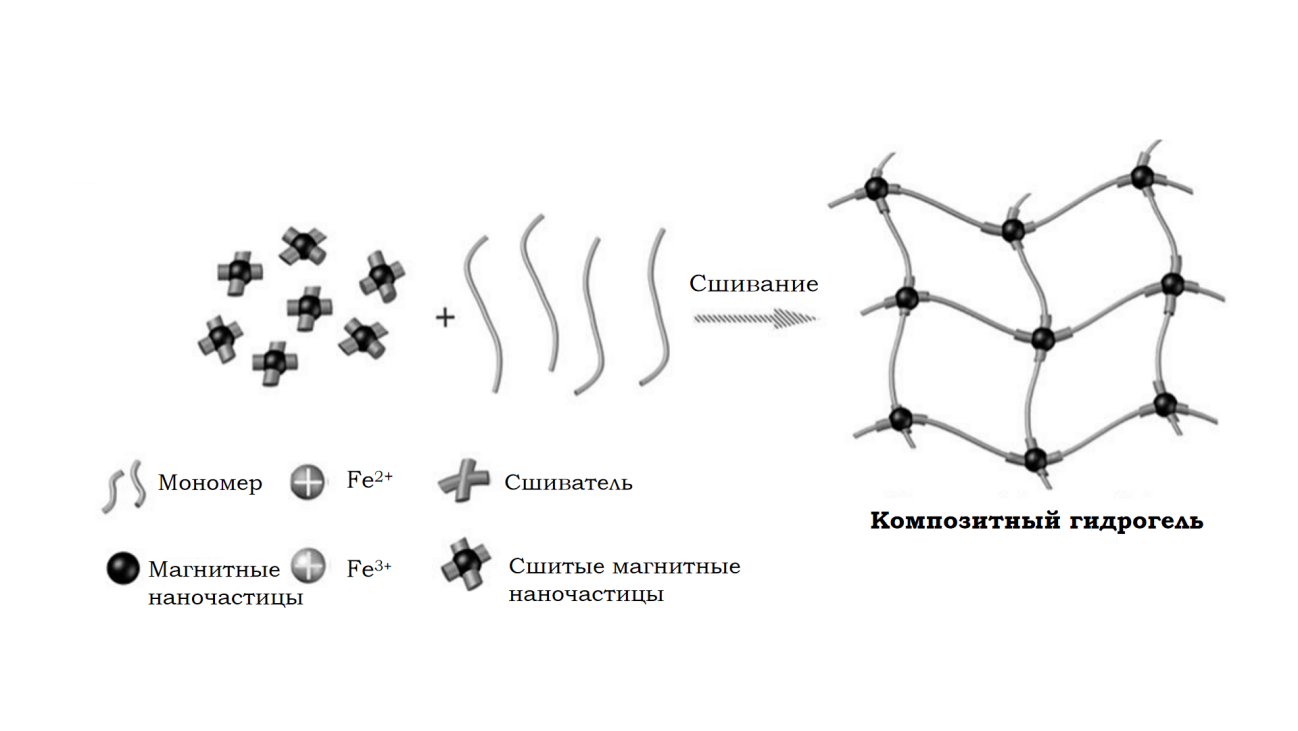 Сшивание
+
Мономер
Fe²⁺
Сшиватель
Композитный гидрогель
Магнитные
наночастицы
Fe³⁺
Сшитые магнитные
наночастицы